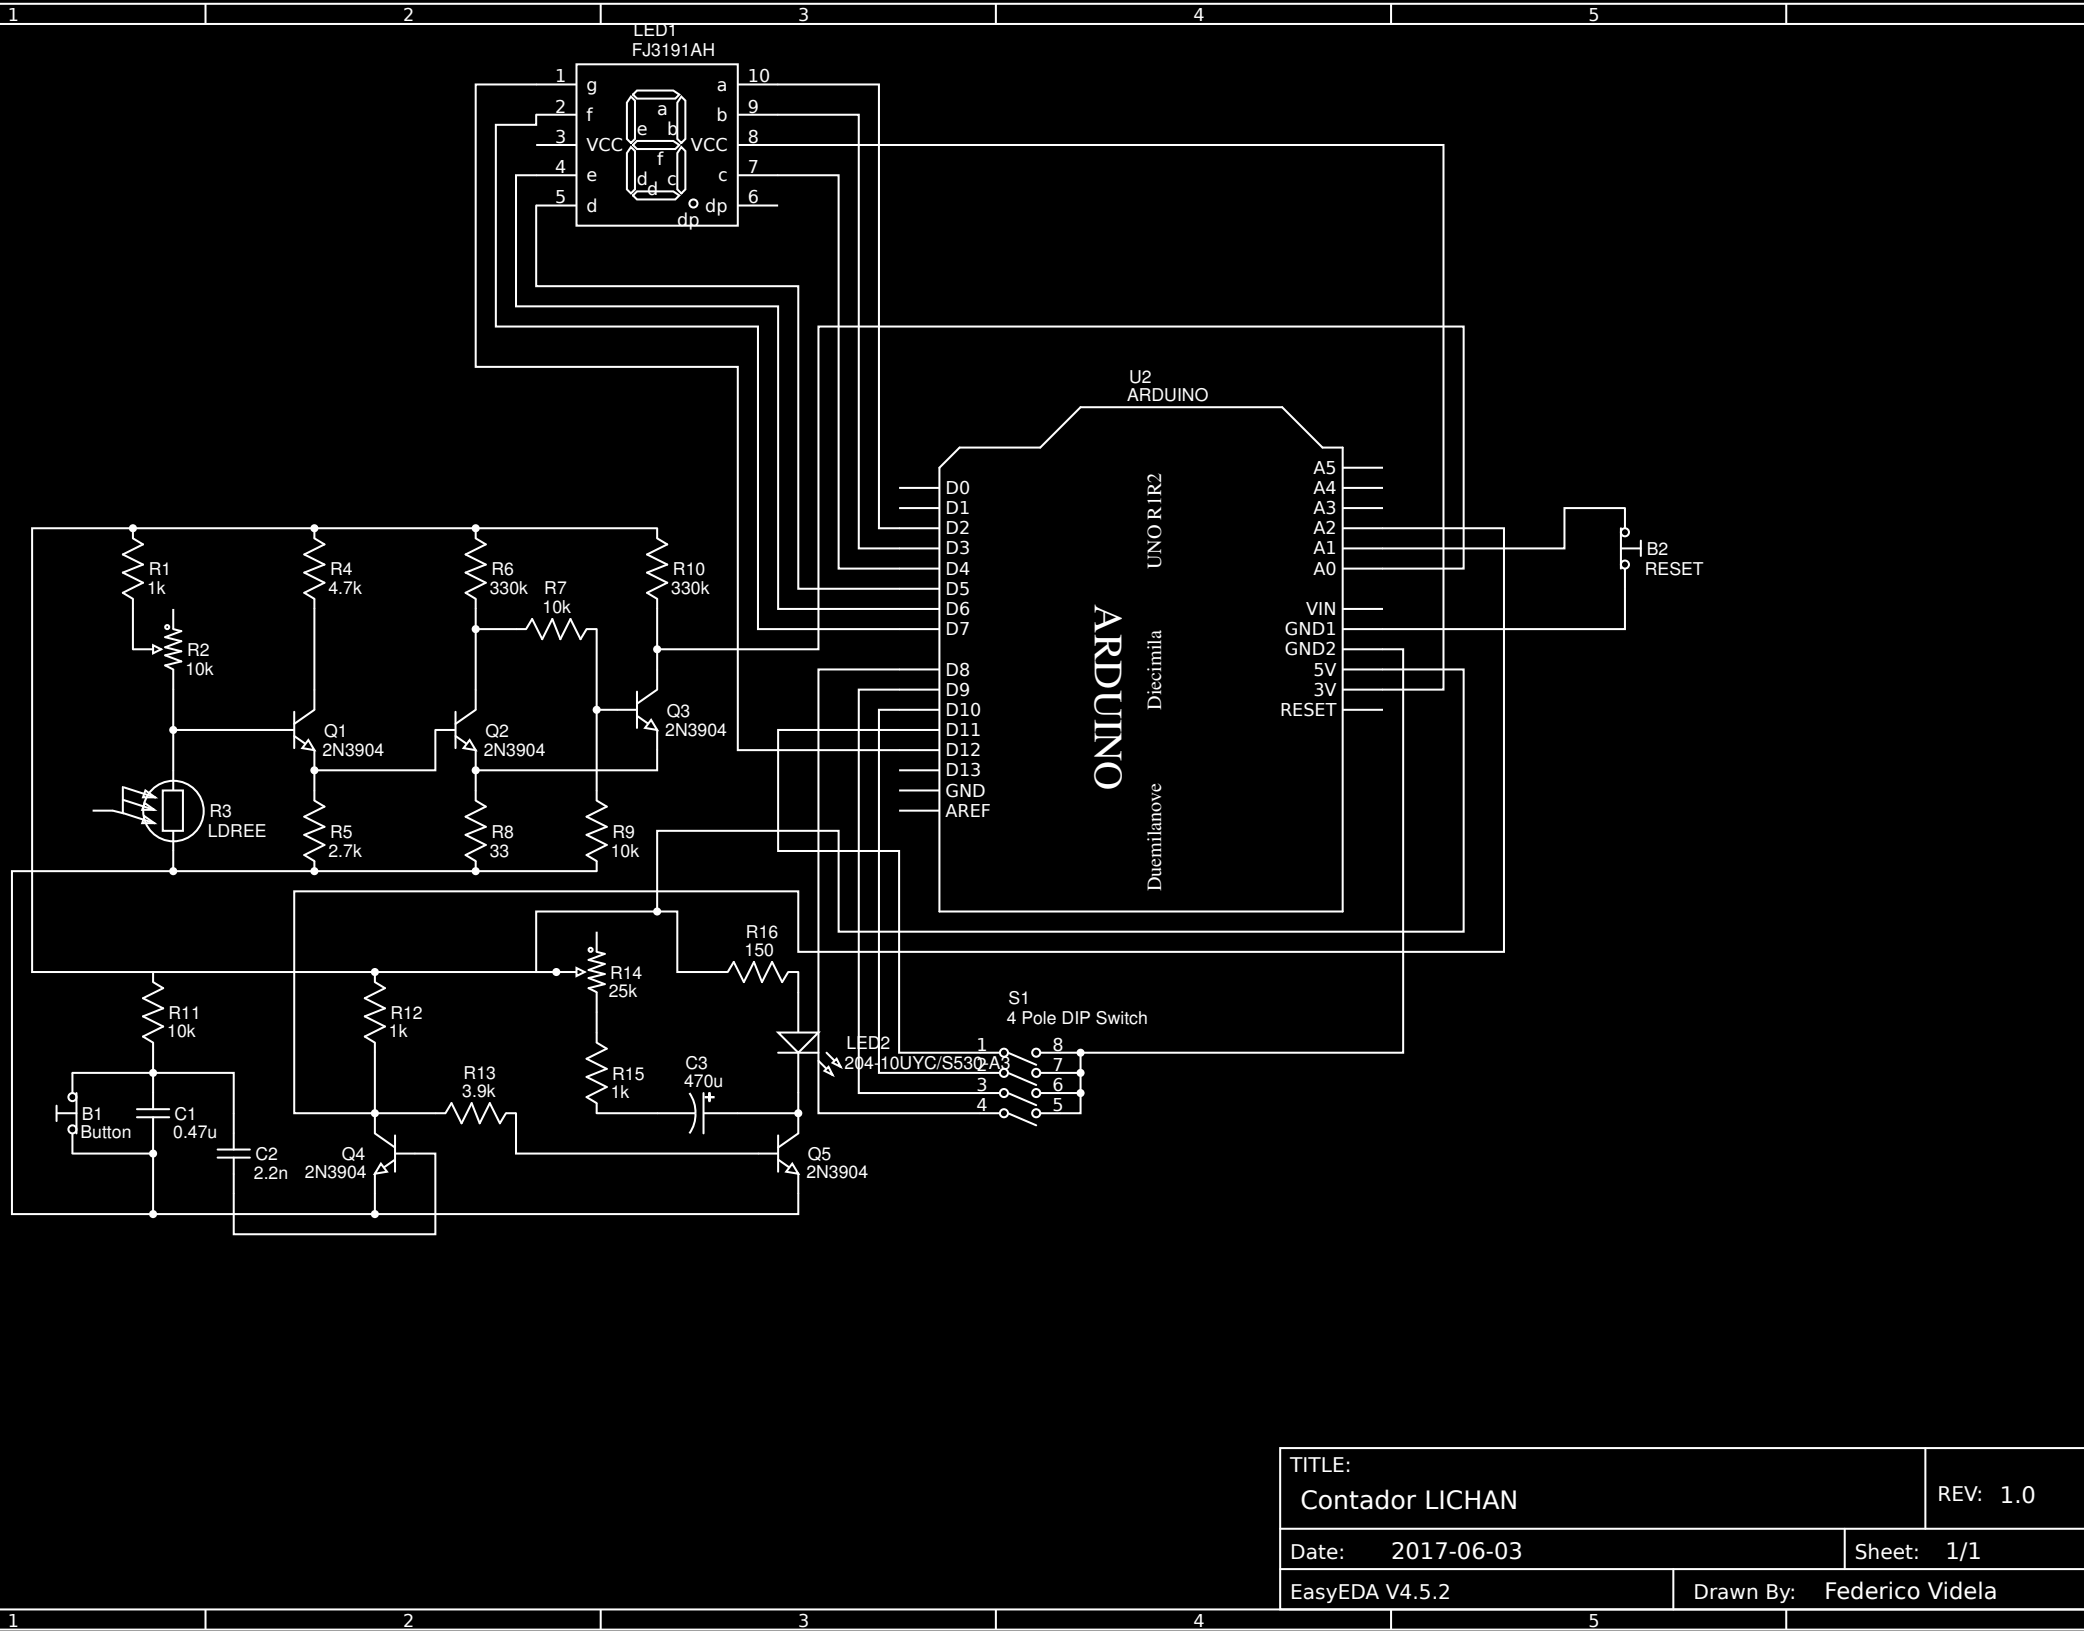 1 2 3 4 5
LED1
FJ3191AH
1 g a 10
2 f b 9
3 VCC VCC 8
4 e c 7
5 d dp 6
a
e b
f
d c
d
dp
U2
ARDUINO
D0
D1
D2
D3
D4
D5
D6
D7
D8
D9
D10
D11
D12
D13
GND
AREF
UNO R1R2
Diecimila
Duemilanove
ARDUINO
A5
A4
A3
A2
A1
A0
VIN
GND1
GND2
5V
3V
RESET
B2
RESET
R1
1k
R4
4.7k
R6
330k
R7
10k
R10
330k
R2
10k
Q1
2N3904
Q2
2N3904
Q3
2N3904
R3
LDREE
R5
2.7k
R8
33
R9
10k
R16
150
R14
25k
R11
10k
R12
1k
R13
3.9k
R15
1k
C3
470u
+
LED2
204-10UYC/S530-A3
S1
4 Pole DIP Switch
1 8
2 7
3 6
4 5
B1
Button
C1
0.47u
C2
2.2n
Q4
2N3904
Q5
2N3904
TITLE:
Contador LICHAN
REV: 1.0
Date: 2017-06-03
Sheet: 1/1
EasyEDA V4.5.2
Drawn By: Federico Videla
1 2 3 4 5